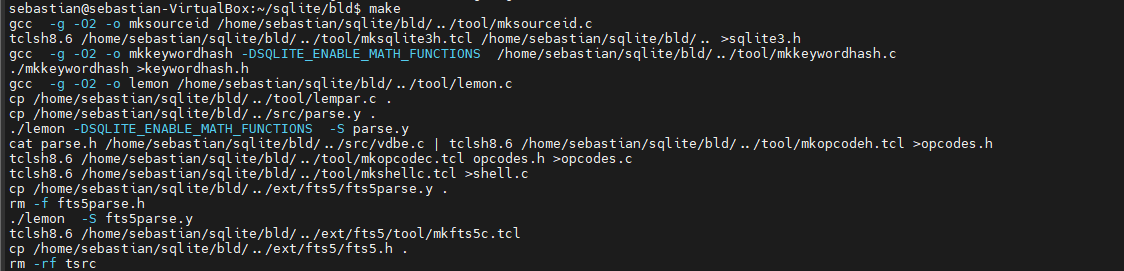 sebastian@sebastian-VirtualBox:~/sqlite/bld$ make
gcc  -g -O2 -o mksourceid /home/sebastian/sqlite/bld/../tool/mksourceid.c
tclsh8.6 /home/sebastian/sqlite/bld/../tool/mksqlite3h.tcl /home/sebastian/sqlite/bld/.. >sqlite3.h
gcc  -g -O2 -o mkkeywordhash -DSQLITE_ENABLE_MATH_FUNCTIONS  /home/sebastian/sqlite/bld/../tool/mkkeywordhash.c
./mkkeywordhash >keywordhash.h
gcc  -g -O2 -o lemon /home/sebastian/sqlite/bld/../tool/lemon.c
cp /home/sebastian/sqlite/bld/../tool/lempar.c .
cp /home/sebastian/sqlite/bld/../src/parse.y .
./lemon -DSQLITE_ENABLE_MATH_FUNCTIONS  -S parse.y
cat parse.h /home/sebastian/sqlite/bld/../src/vdbe.c | tclsh8.6 /home/sebastian/sqlite/bld/../tool/mkopcodeh.tcl >opcodes.h
tclsh8.6 /home/sebastian/sqlite/bld/../tool/mkopcodec.tcl opcodes.h >opcodes.c
tclsh8.6 /home/sebastian/sqlite/bld/../tool/mkshellc.tcl >shell.c
cp /home/sebastian/sqlite/bld/../ext/fts5/fts5parse.y .
rm -f fts5parse.h
./lemon  -S fts5parse.y
tclsh8.6 /home/sebastian/sqlite/bld/../ext/fts5/tool/mkfts5c.tcl
cp /home/sebastian/sqlite/bld/../ext/fts5/fts5.h .
rm -rf tsrc